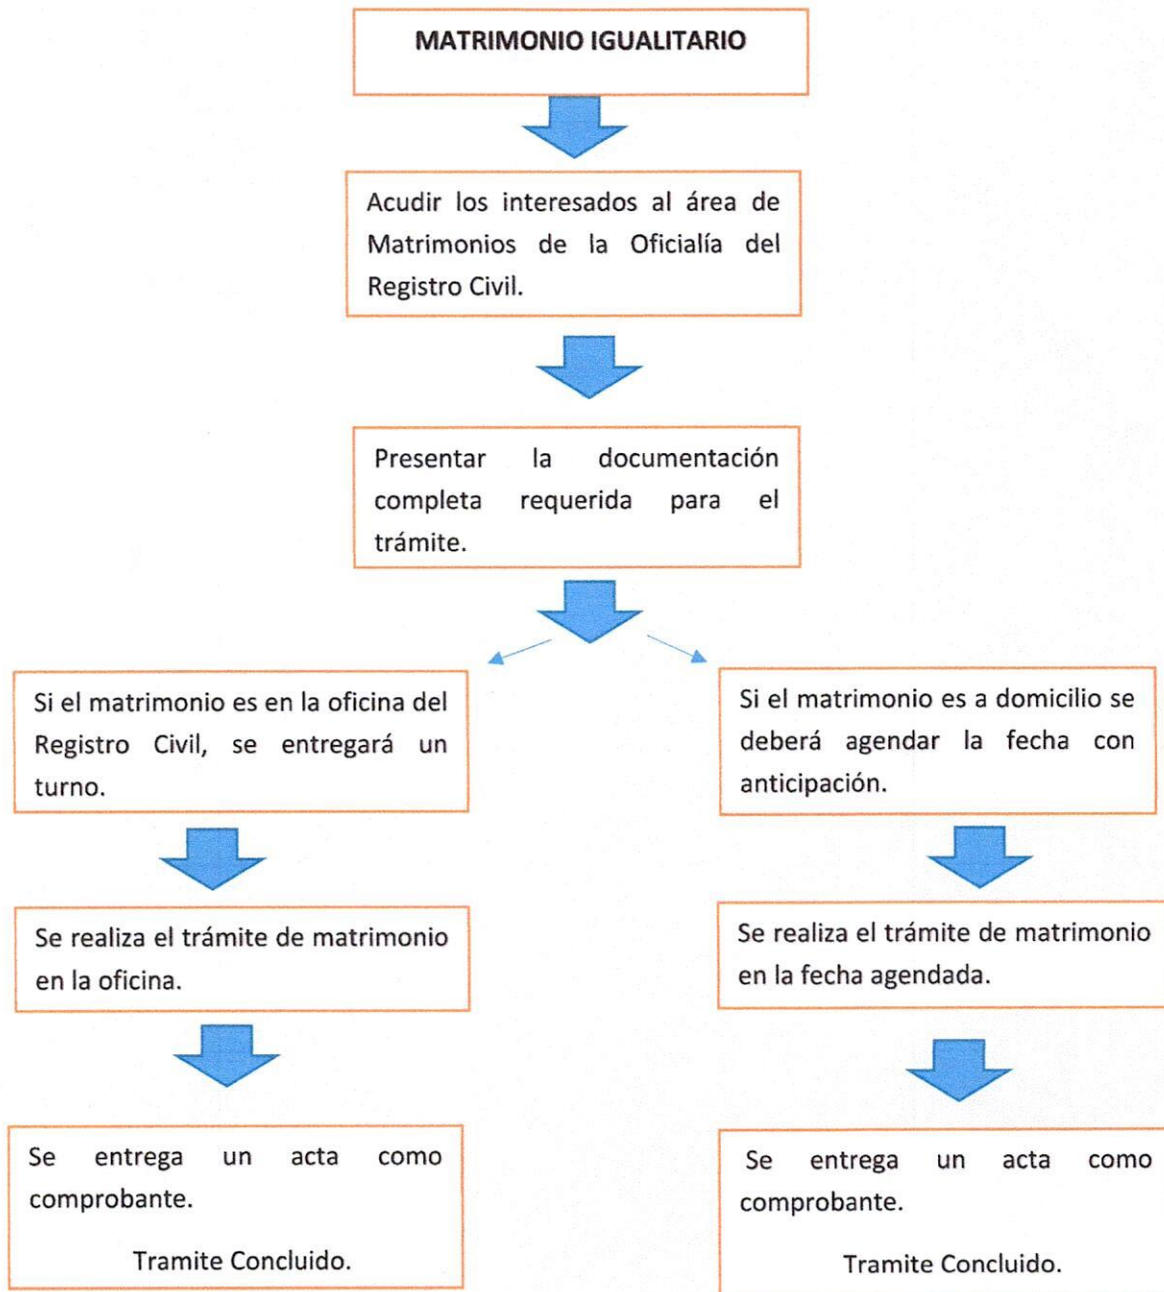 MATRIMONIO IGUALITARIO
Acudir los interesados al área de
Matrimonios de la Oficialía del
Registro Civil.
Presentar la documentación
completa requerida para el
trámite.
Si el matrimonio es en la oficina del
Registro Civil, se entregará un
turno.
Si el matrimonio es a domicilio se
deberá agendar la fecha con
anticipación.
Se realiza el trámite de matrimonio
en la oficina.
Se realiza el trámite de matrimonio
en la fecha agendada.
Se entrega un acta como
comprobante.
Tramite Concluido.
Se entrega un acta como
comprobante.
Tramite Concluido.